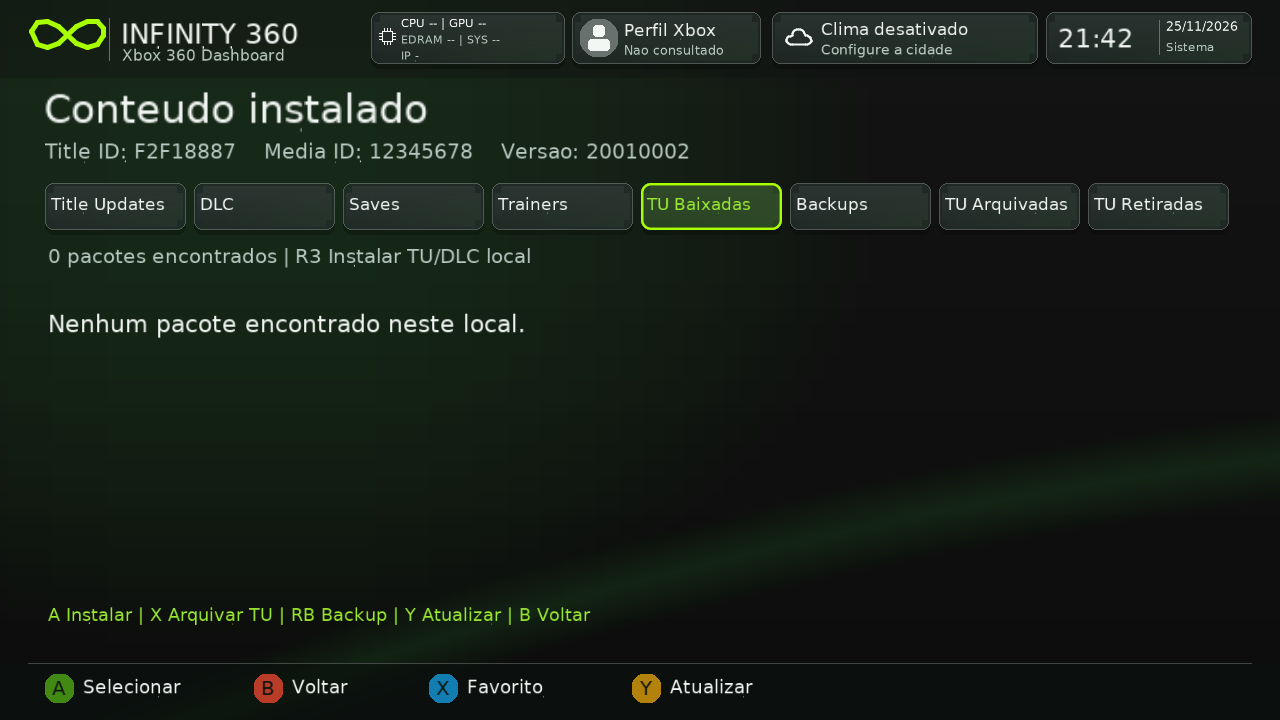 INFINITY 360
Xbox 360 Dashboard
CPU -- | GPU --
EDRAM -- | SYS --
IP -
Perfil Xbox
Nao consultado
Clima desativado
Configure a cidade
21:42
25/11/2026
Sistema
Conteudo instalado
Title ID: F2F18887 Media ID: 12345678 Versao: 20010002
Title Updates DLC Saves Trainers TU Baixadas Backups TU Arquivadas TU Retiradas
0 pacotes encontrados | R3 Instalar TU/DLC local
Nenhum pacote encontrado neste local.
A Instalar | X Arquivar TU | RB Backup | Y Atualizar | B Voltar
A Selecionar B Voltar X Favorito Y Atualizar